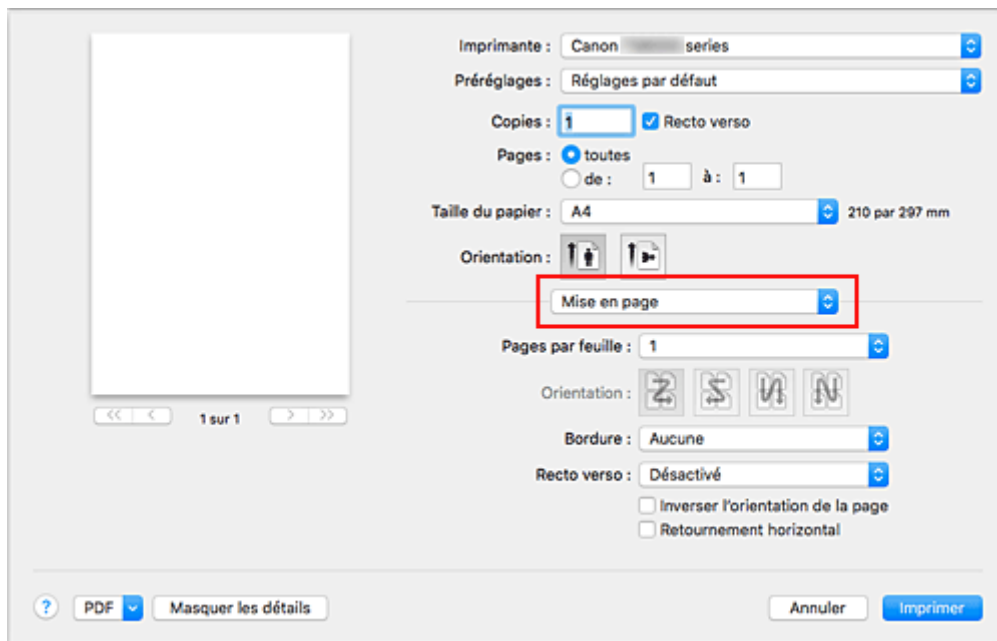 Imprimante : Canon series
Préréglages : Réglages par défaut
Copies : 1 Recto verso
Pages : toutes
de : 1 à : 1
Taille du papier : A4 210 par 297 mm
Orientation :
Mise en page
Pages par feuille : 1
Orientation :
Bordure : Aucune
Recto verso : Désactivé
Inverser l'orientation de la page
Retournement horizontal
<< < 1 sur 1 > >>
? PDF Masquer les détails Annuler Imprimer